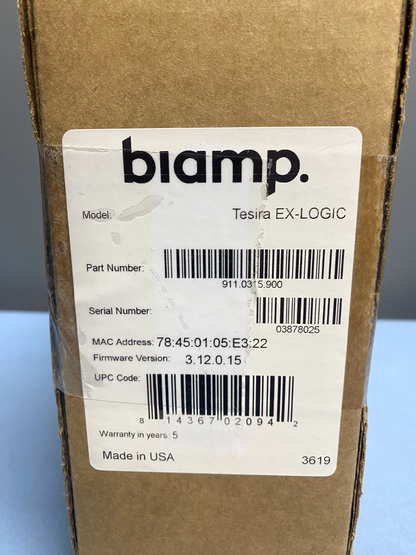 biamp.
Model: Tesira EX-LOGIC
Part Number:
911.0315.900
Serial Number:
03878025
MAC Address: 78:45:01:05:E3:22
Firmware Version: 3.12.0.15
UPC Code:
8 14367 02094 2
Warranty in years: 5
Made in USA 3619